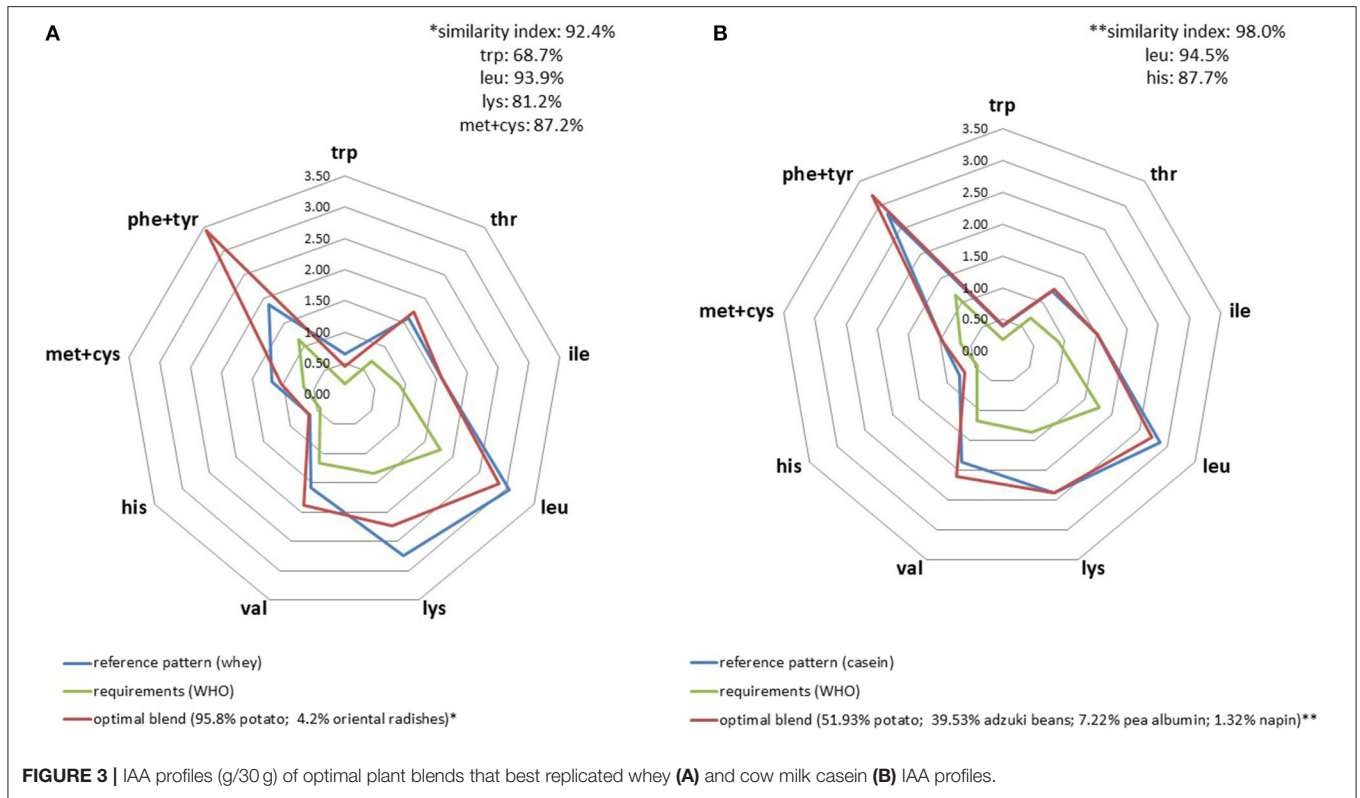 A
*similarity index: 92.4%
trp: 68.7%
leu: 93.9%
lys: 81.2%
met+cys: 87.2%
trp
3.50
3.00
2.50
2.00
1.50
1.00
0.50
0.00
thr
ile
leu
lys
val
his
met+cys
phe+tyr
reference pattern (whey)
requirements (WHO)
optimal blend (95.8% potato; 4.2% oriental radishes)*
B
**similarity index: 98.0%
leu: 94.5%
his: 87.7%
trp
3.50
3.00
2.50
2.00
1.50
1.00
0.50
0.00
thr
ile
leu
lys
val
his
met+cys
phe+tyr
reference pattern (casein)
requirements (WHO)
optimal blend (51.93% potato; 39.53% adzuki beans; 7.22% pea albumin; 1.32% napin)**
FIGURE 3 | IAA profiles (g/30 g) of optimal plant blends that best replicated whey (A) and cow milk casein (B) IAA profiles.